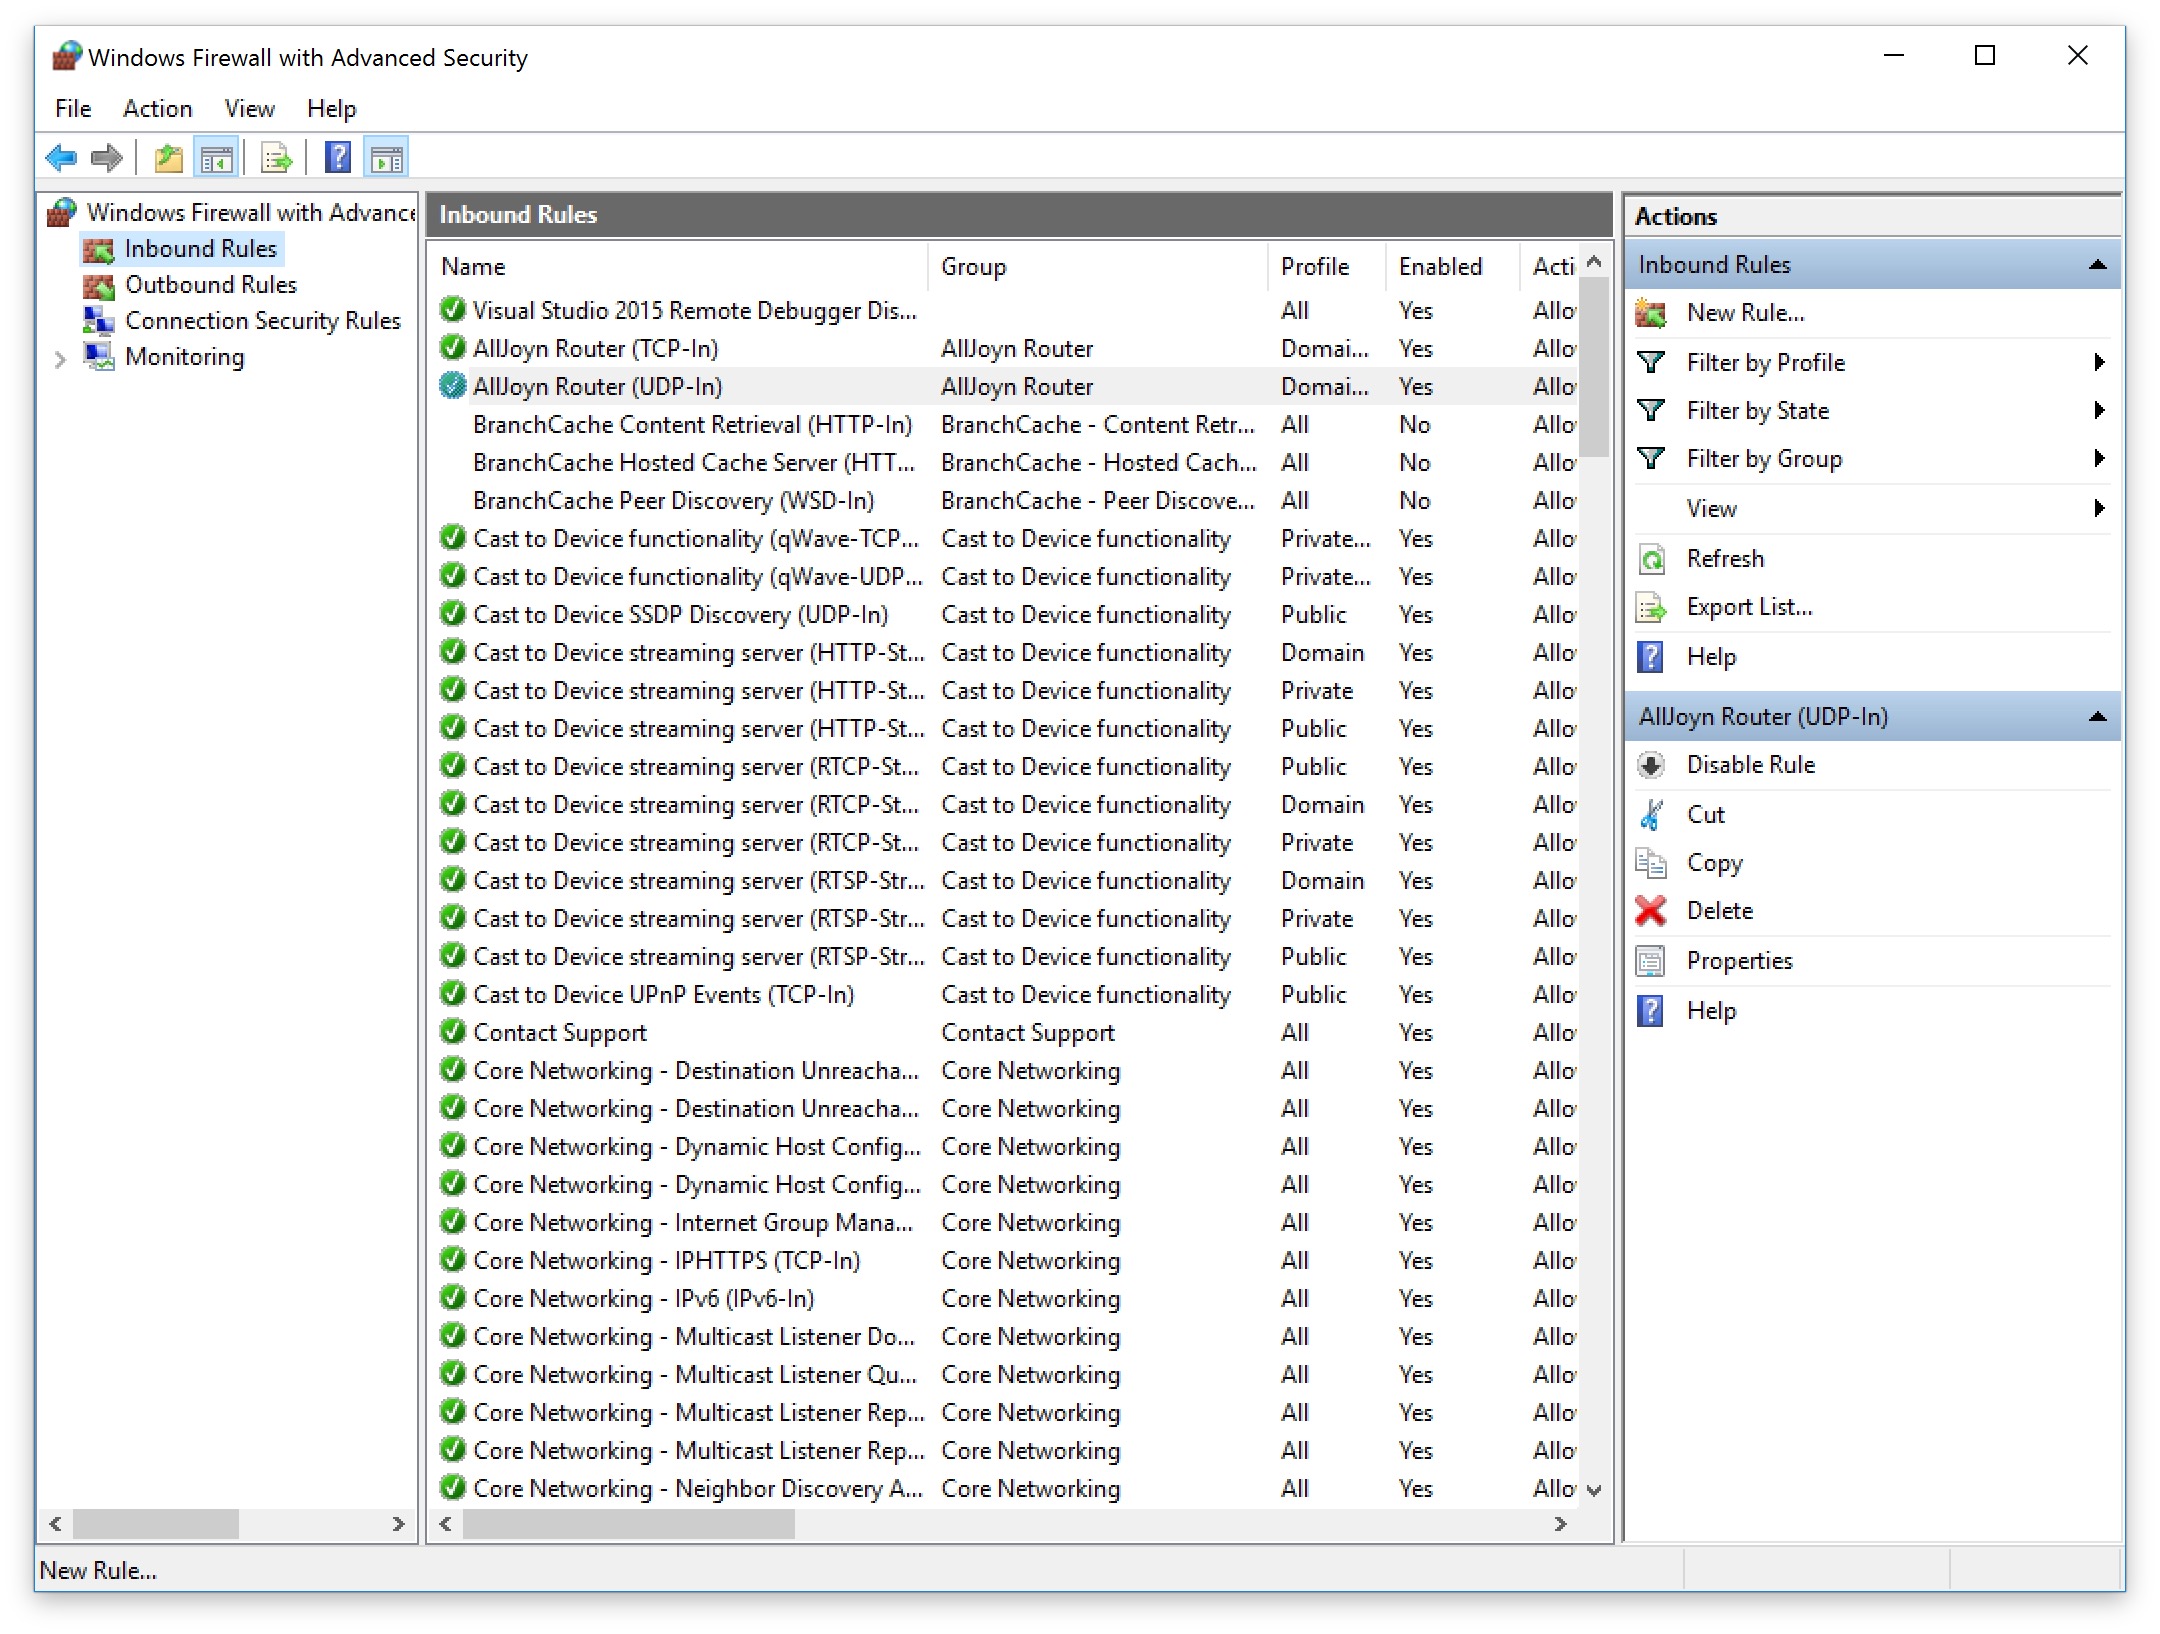 Windows Firewall with Advanced Security
File Action View Help
Windows Firewall with Advance
Inbound Rules
Outbound Rules
Connection Security Rules
Monitoring
Inbound Rules
Name Group Profile Enabled Acti
Visual Studio 2015 Remote Debugger Dis... All Yes Allo
AllJoyn Router (TCP-In) AllJoyn Router Domai... Yes Allo
AllJoyn Router (UDP-In) AllJoyn Router Domai... Yes Allo
BranchCache Content Retrieval (HTTP-In) BranchCache - Content Retr... All No Allo
BranchCache Hosted Cache Server (HTT... BranchCache - Hosted Cach... All No Allo
BranchCache Peer Discovery (WSD-In) BranchCache - Peer Discove... All No Allo
Cast to Device functionality (qWave-TCP... Cast to Device functionality Private... Yes Allo
Cast to Device functionality (qWave-UDP... Cast to Device functionality Private... Yes Allo
Cast to Device SSDP Discovery (UDP-In) Cast to Device functionality Public Yes Allo
Cast to Device streaming server (HTTP-St... Cast to Device functionality Domain Yes Allo
Cast to Device streaming server (HTTP-St... Cast to Device functionality Private Yes Allo
Cast to Device streaming server (HTTP-St... Cast to Device functionality Public Yes Allo
Cast to Device streaming server (RTCP-St... Cast to Device functionality Public Yes Allo
Cast to Device streaming server (RTCP-St... Cast to Device functionality Domain Yes Allo
Cast to Device streaming server (RTCP-St... Cast to Device functionality Private Yes Allo
Cast to Device streaming server (RTSP-Str... Cast to Device functionality Domain Yes Allo
Cast to Device streaming server (RTSP-Str... Cast to Device functionality Private Yes Allo
Cast to Device streaming server (RTSP-Str... Cast to Device functionality Public Yes Allo
Cast to Device UPnP Events (TCP-In) Cast to Device functionality Public Yes Allo
Contact Support Contact Support All Yes Allo
Core Networking - Destination Unreacha... Core Networking All Yes Allo
Core Networking - Destination Unreacha... Core Networking All Yes Allo
Core Networking - Dynamic Host Config... Core Networking All Yes Allo
Core Networking - Dynamic Host Config... Core Networking All Yes Allo
Core Networking - Internet Group Mana... Core Networking All Yes Allo
Core Networking - IPHTTPS (TCP-In) Core Networking All Yes Allo
Core Networking - IPv6 (IPv6-In) Core Networking All Yes Allo
Core Networking - Multicast Listener Do... Core Networking All Yes Allo
Core Networking - Multicast Listener Qu... Core Networking All Yes Allo
Core Networking - Multicast Listener Rep... Core Networking All Yes Allo
Core Networking - Multicast Listener Rep... Core Networking All Yes Allo
Core Networking - Neighbor Discovery A... Core Networking All Yes Allo
Actions
Inbound Rules
New Rule...
Filter by Profile
Filter by State
Filter by Group
View
Refresh
Export List...
Help
AllJoyn Router (UDP-In)
Disable Rule
Cut
Copy
Delete
Properties
Help
New Rule...